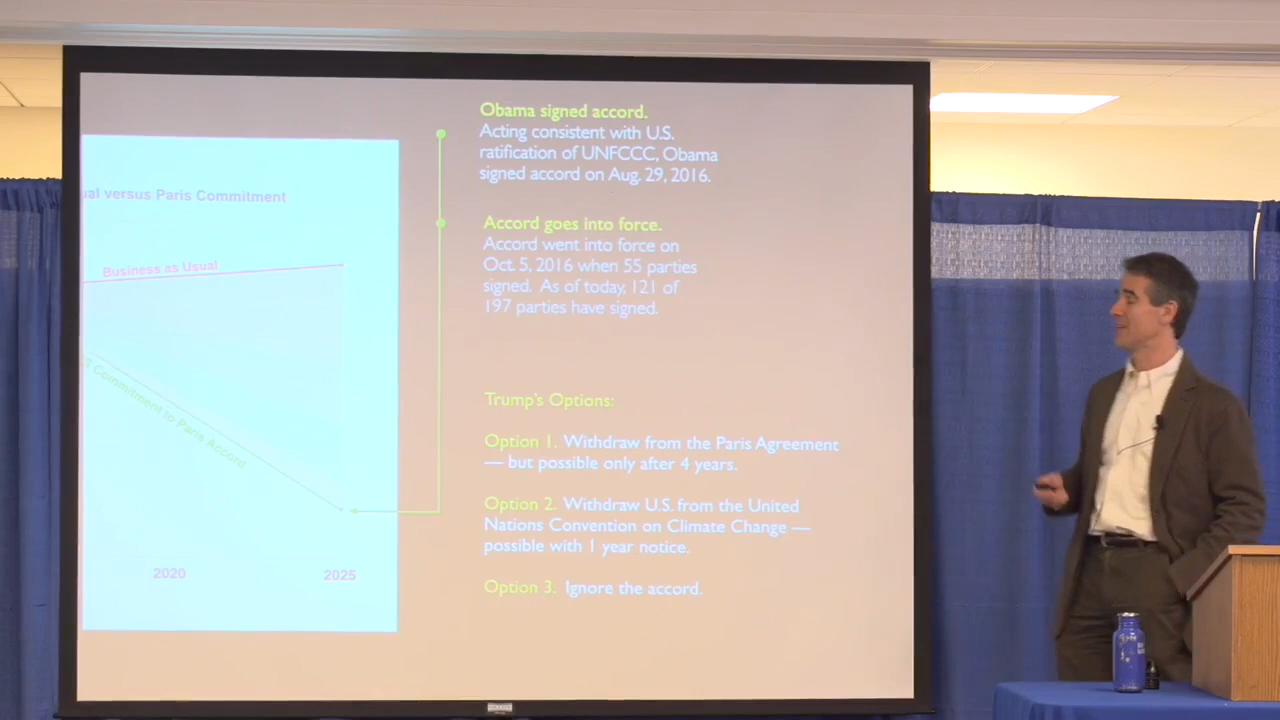 Obama signed accord.
Acting consistent with U.S.
ratification of UNFCCC, Obama
signed accord on Aug. 29, 2016.
Accord goes into force.
Accord went into force on
Oct. 5, 2016 when 55 parties
signed. As of today, 121 of
197 parties have signed.
Trump's Options:
Option 1. Withdraw from the Paris Agreement
— but possible only after 4 years.
Option 2. Withdraw U.S. from the United
Nations Convention on Climate Change —
possible with 1 year notice.
Option 3. Ignore the accord.
versus Paris Commitment
Business as Usual
Commitment to Paris Accord
2020 2025